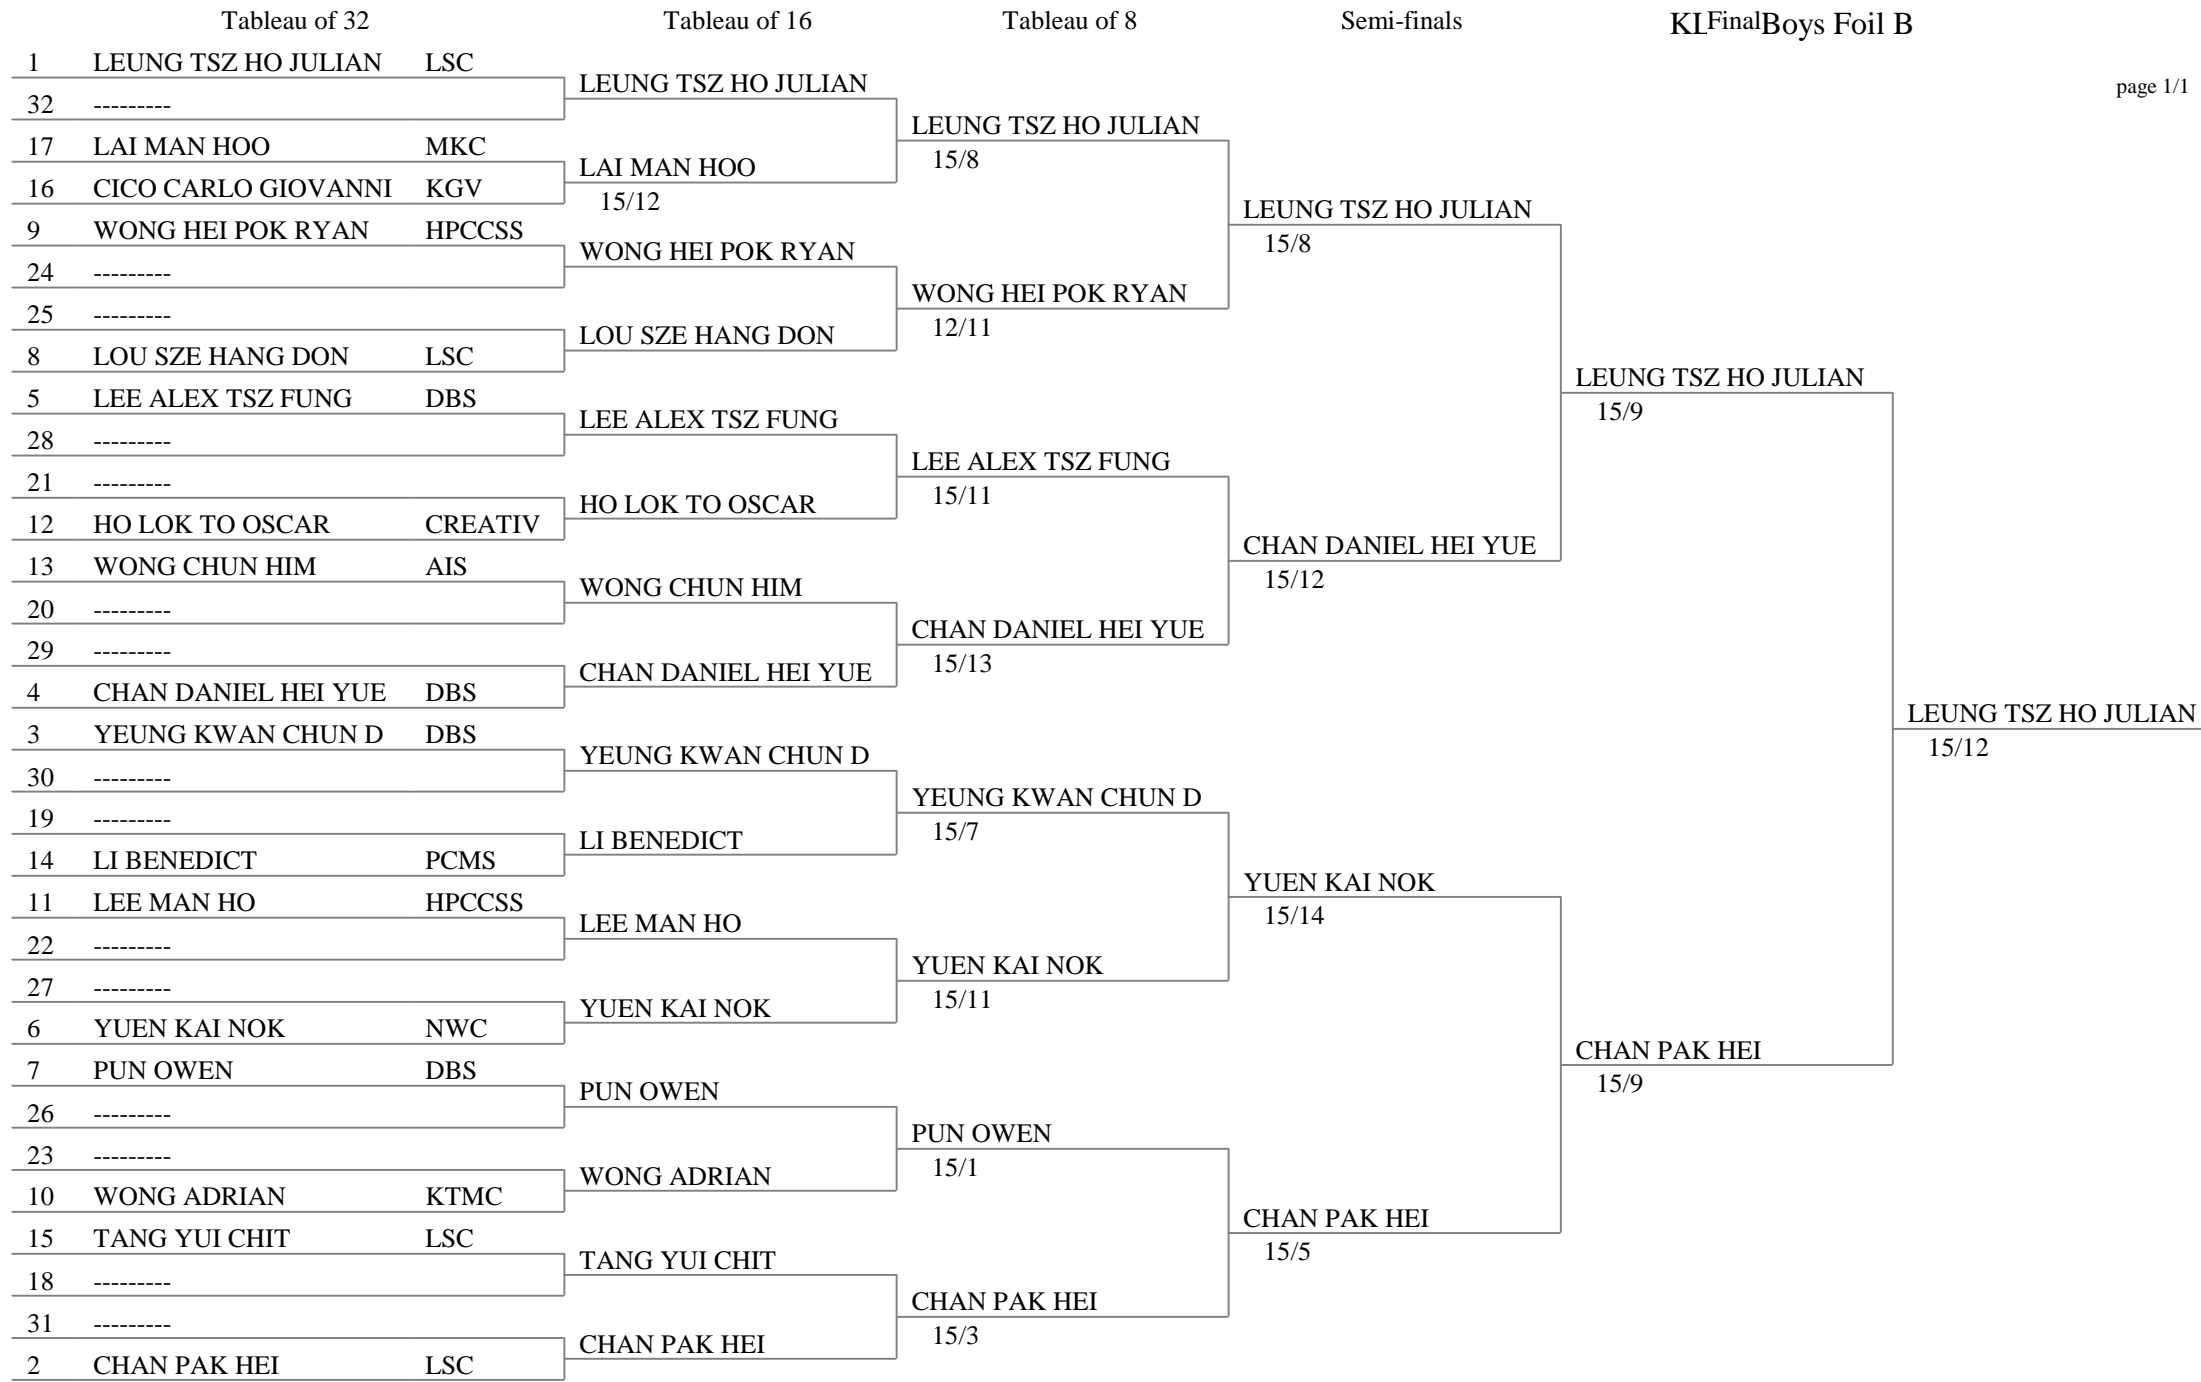 Tableau of 32 Tableau of 16 Tableau of 8 Semi-finals Final KL Boys Foil B
page 1/1
1 LEUNG TSZ HO JULIAN LSC
32 ---------
17 LAI MAN HOO MKC
16 CICO CARLO GIOVANNI KGV
9 WONG HEI POK RYAN HPCCSS
24 ---------
25 ---------
8 LOU SZE HANG DON LSC
5 LEE ALEX TSZ FUNG DBS
28 ---------
21 ---------
12 HO LOK TO OSCAR CREATIV
13 WONG CHUN HIM AIS
20 ---------
29 ---------
4 CHAN DANIEL HEI YUE DBS
3 YEUNG KWAN CHUN D DBS
30 ---------
19 ---------
14 LI BENEDICT PCMS
11 LEE MAN HO HPCCSS
22 ---------
27 ---------
6 YUEN KAI NOK NWC
7 PUN OWEN DBS
26 ---------
23 ---------
10 WONG ADRIAN KTMC
15 TANG YUI CHIT LSC
18 ---------
31 ---------
2 CHAN PAK HEI LSC
LEUNG TSZ HO JULIAN
LAI MAN HOO
15/12
WONG HEI POK RYAN
LOU SZE HANG DON
LEE ALEX TSZ FUNG
HO LOK TO OSCAR
WONG CHUN HIM
CHAN DANIEL HEI YUE
YEUNG KWAN CHUN D
LI BENEDICT
LEE MAN HO
YUEN KAI NOK
PUN OWEN
WONG ADRIAN
TANG YUI CHIT
CHAN PAK HEI
LEUNG TSZ HO JULIAN
15/8
WONG HEI POK RYAN
12/11
LEE ALEX TSZ FUNG
15/11
CHAN DANIEL HEI YUE
15/13
YEUNG KWAN CHUN D
15/7
YUEN KAI NOK
15/11
PUN OWEN
15/1
CHAN PAK HEI
15/3
LEUNG TSZ HO JULIAN
15/8
CHAN DANIEL HEI YUE
15/12
YUEN KAI NOK
15/14
CHAN PAK HEI
15/5
LEUNG TSZ HO JULIAN
15/9
CHAN PAK HEI
15/9
LEUNG TSZ HO JULIAN
15/12